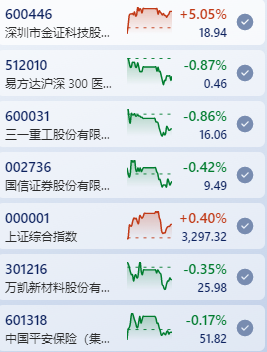 600446 +5.05%
深圳市金证科技股... 18.94
512010 -0.87%
易方达沪深 300 医... 0.46
600031 -0.86%
三一重工股份有限... 16.06
002736 -0.42%
国信证券股份有限... 9.49
000001 +0.40%
上证综合指数 3,297.32
301216 -0.35%
万凯新材料股份有... 25.98
601318 -0.17%
中国平安保险（集... 51.82